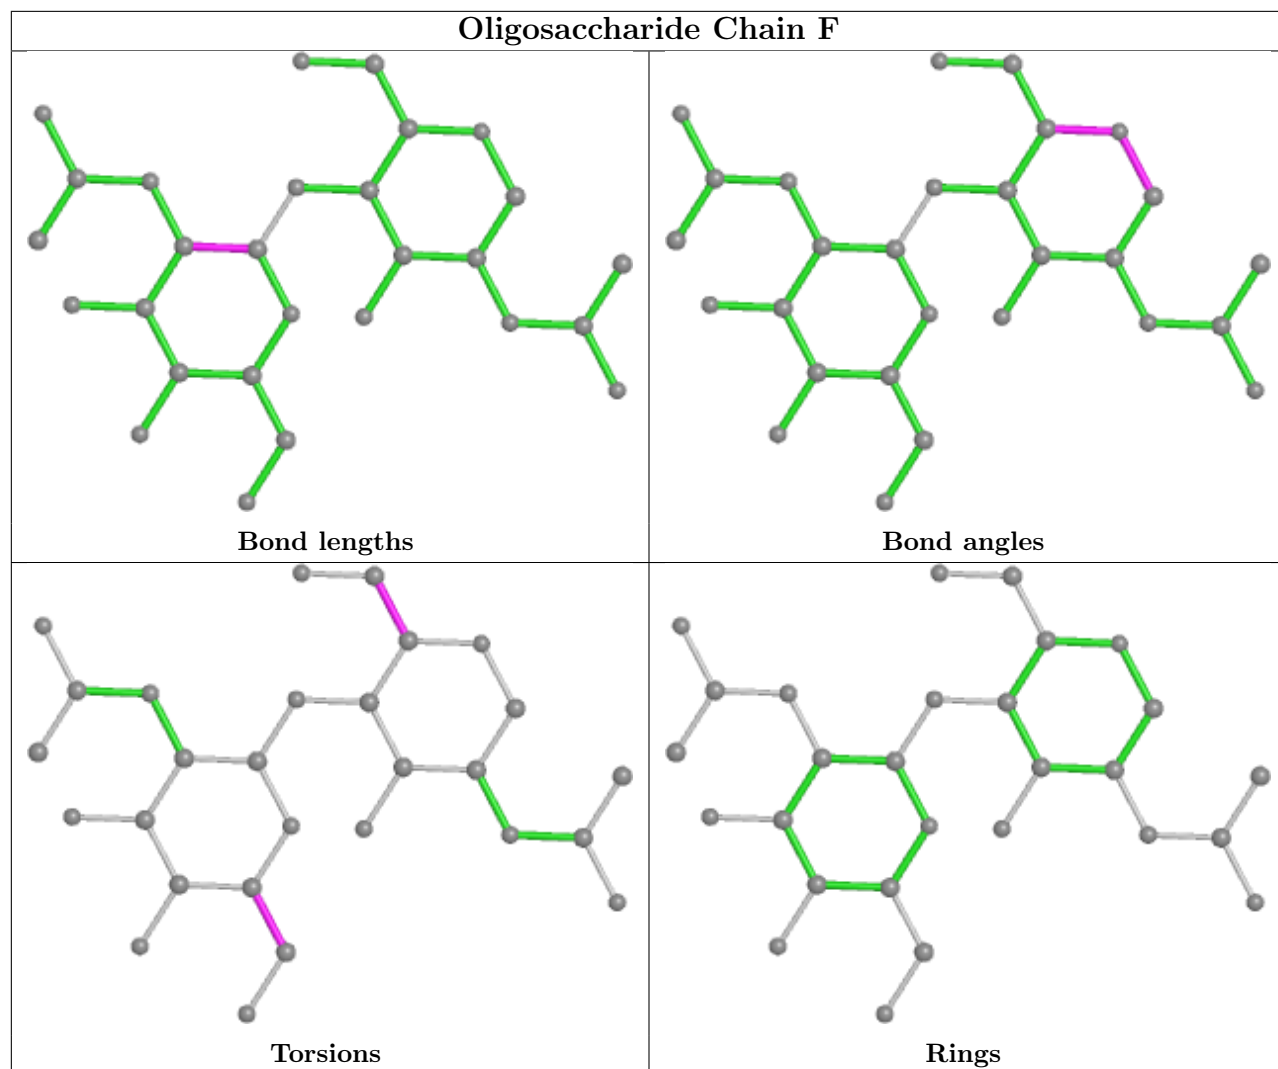 Oligosaccharide Chain F
Bond lengths
Bond angles
Torsions
Rings